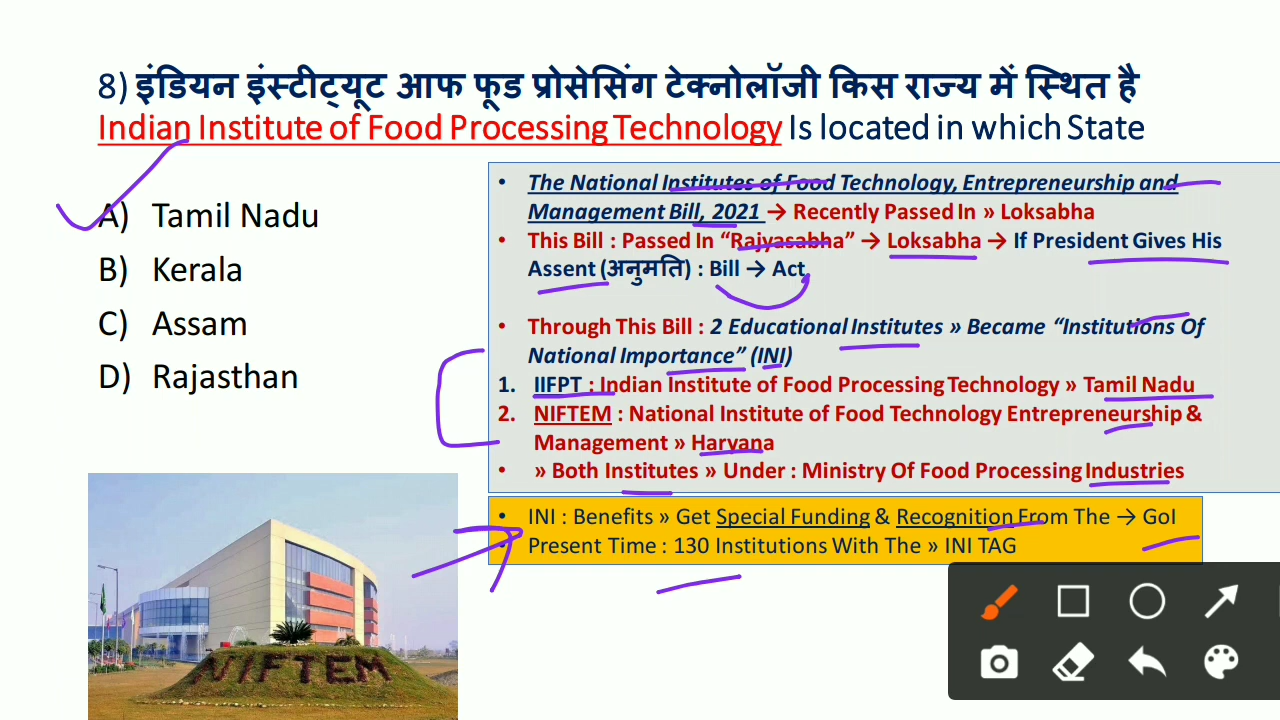 8) इंडियन इंस्टीट्यूट आफ फूड प्रोसेसिंग टेक्नोलॉजी किस राज्य में स्थित है
Indian Institute of Food Processing Technology Is located in which State
A) Tamil Nadu
B) Kerala
C) Assam
D) Rajasthan
• The National Institutes of Food Technology, Entrepreneurship and
Management Bill, 2021 → Recently Passed In » Loksabha
• This Bill : Passed In “Rajyasabha” → Loksabha → If President Gives His
Assent (अनुमति) : Bill → Act
• Through This Bill : 2 Educational Institutes » Became “Institutions Of
National Importance” (INI)
1. IIFPT : Indian Institute of Food Processing Technology » Tamil Nadu
2. NIFTEM : National Institute of Food Technology Entrepreneurship &
Management » Haryana
• » Both Institutes » Under : Ministry Of Food Processing Industries
• INI : Benefits » Get Special Funding & Recognition From The → GoI
• Present Time : 130 Institutions With The » INI TAG
NIFTEM